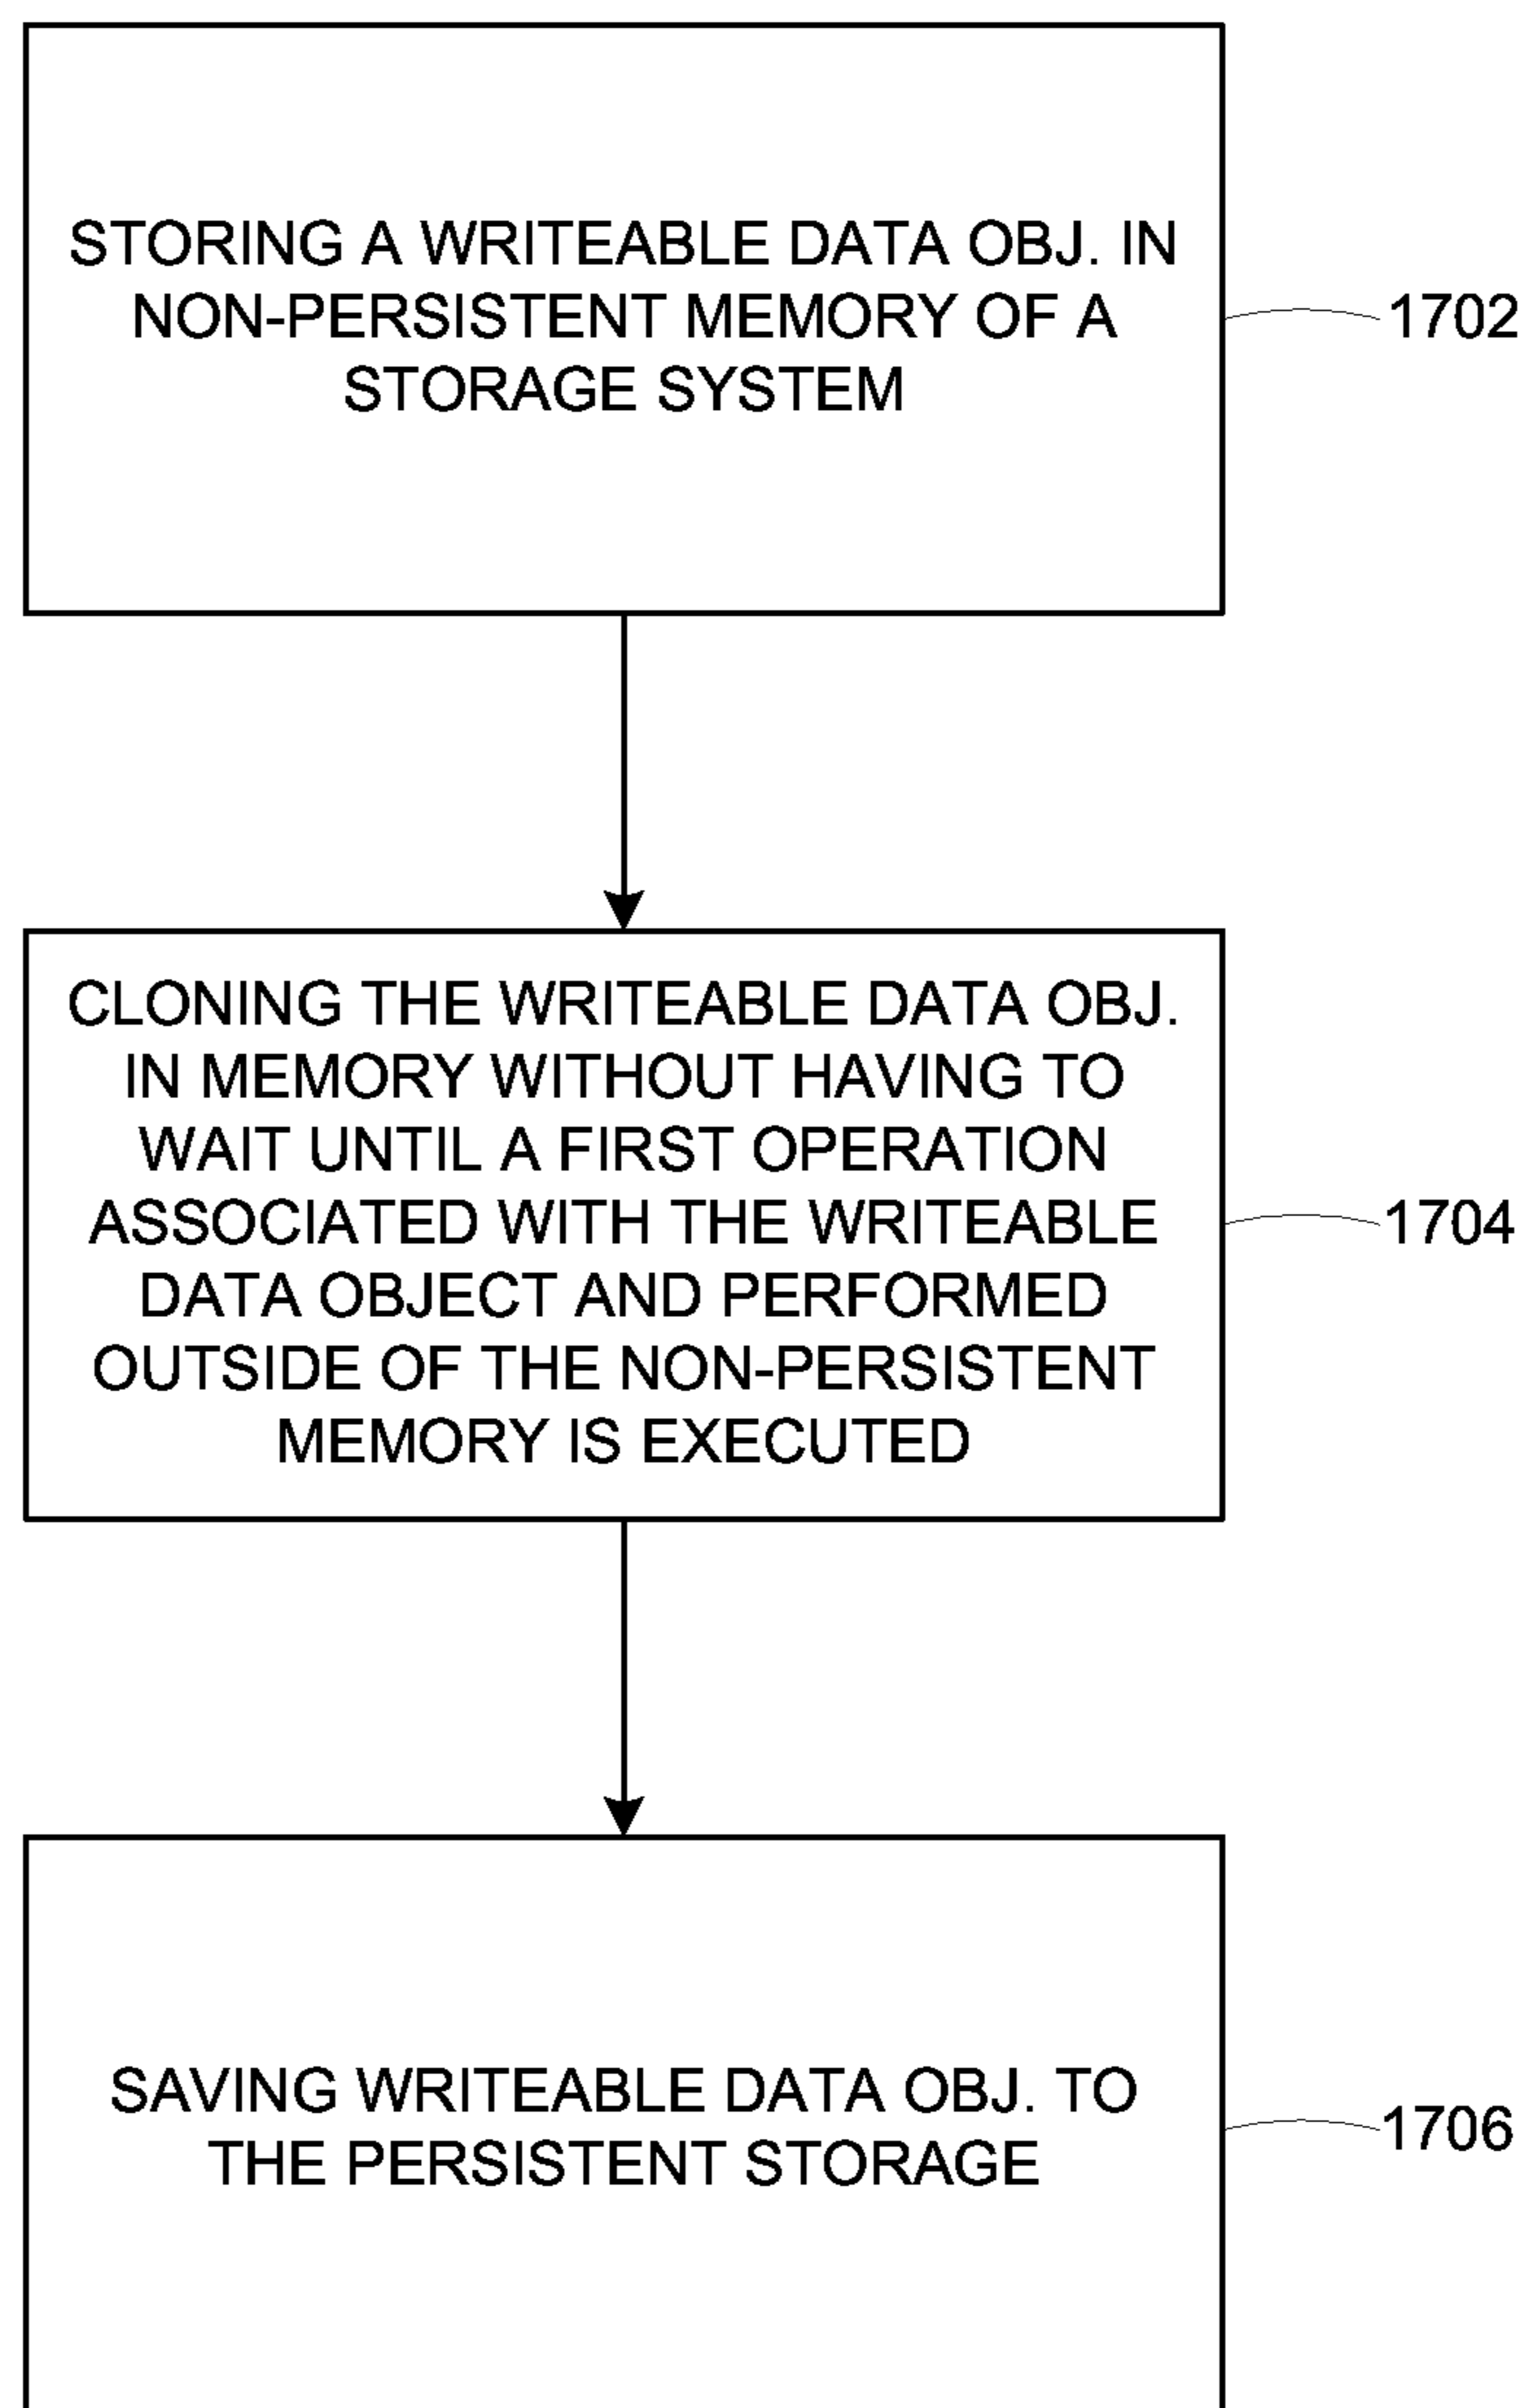 STORING A WRITEABLE DATA OBJ. IN
NON-PERSISTENT MEMORY OF A
STORAGE SYSTEM
1702
CLONING THE WRITEABLE DATA OBJ.
IN MEMORY WITHOUT HAVING TO
WAIT UNTIL A FIRST OPERATION
ASSOCIATED WITH THE WRITEABLE
DATA OBJECT AND PERFORMED
OUTSIDE OF THE NON-PERSISTENT
MEMORY IS EXECUTED
1704
SAVING WRITEABLE DATA OBJ. TO
THE PERSISTENT STORAGE
1706